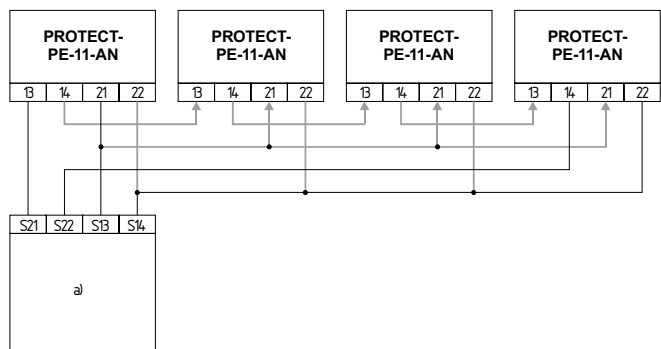 PROTECT-
PE-11-AN
PROTECT-
PE-11-AN
PROTECT-
PE-11-AN
PROTECT-
PE-11-AN
13 14 21 22
13 14 21 22
13 14 21 22
13 14 21 22
S21 S22 S13 S14
a)